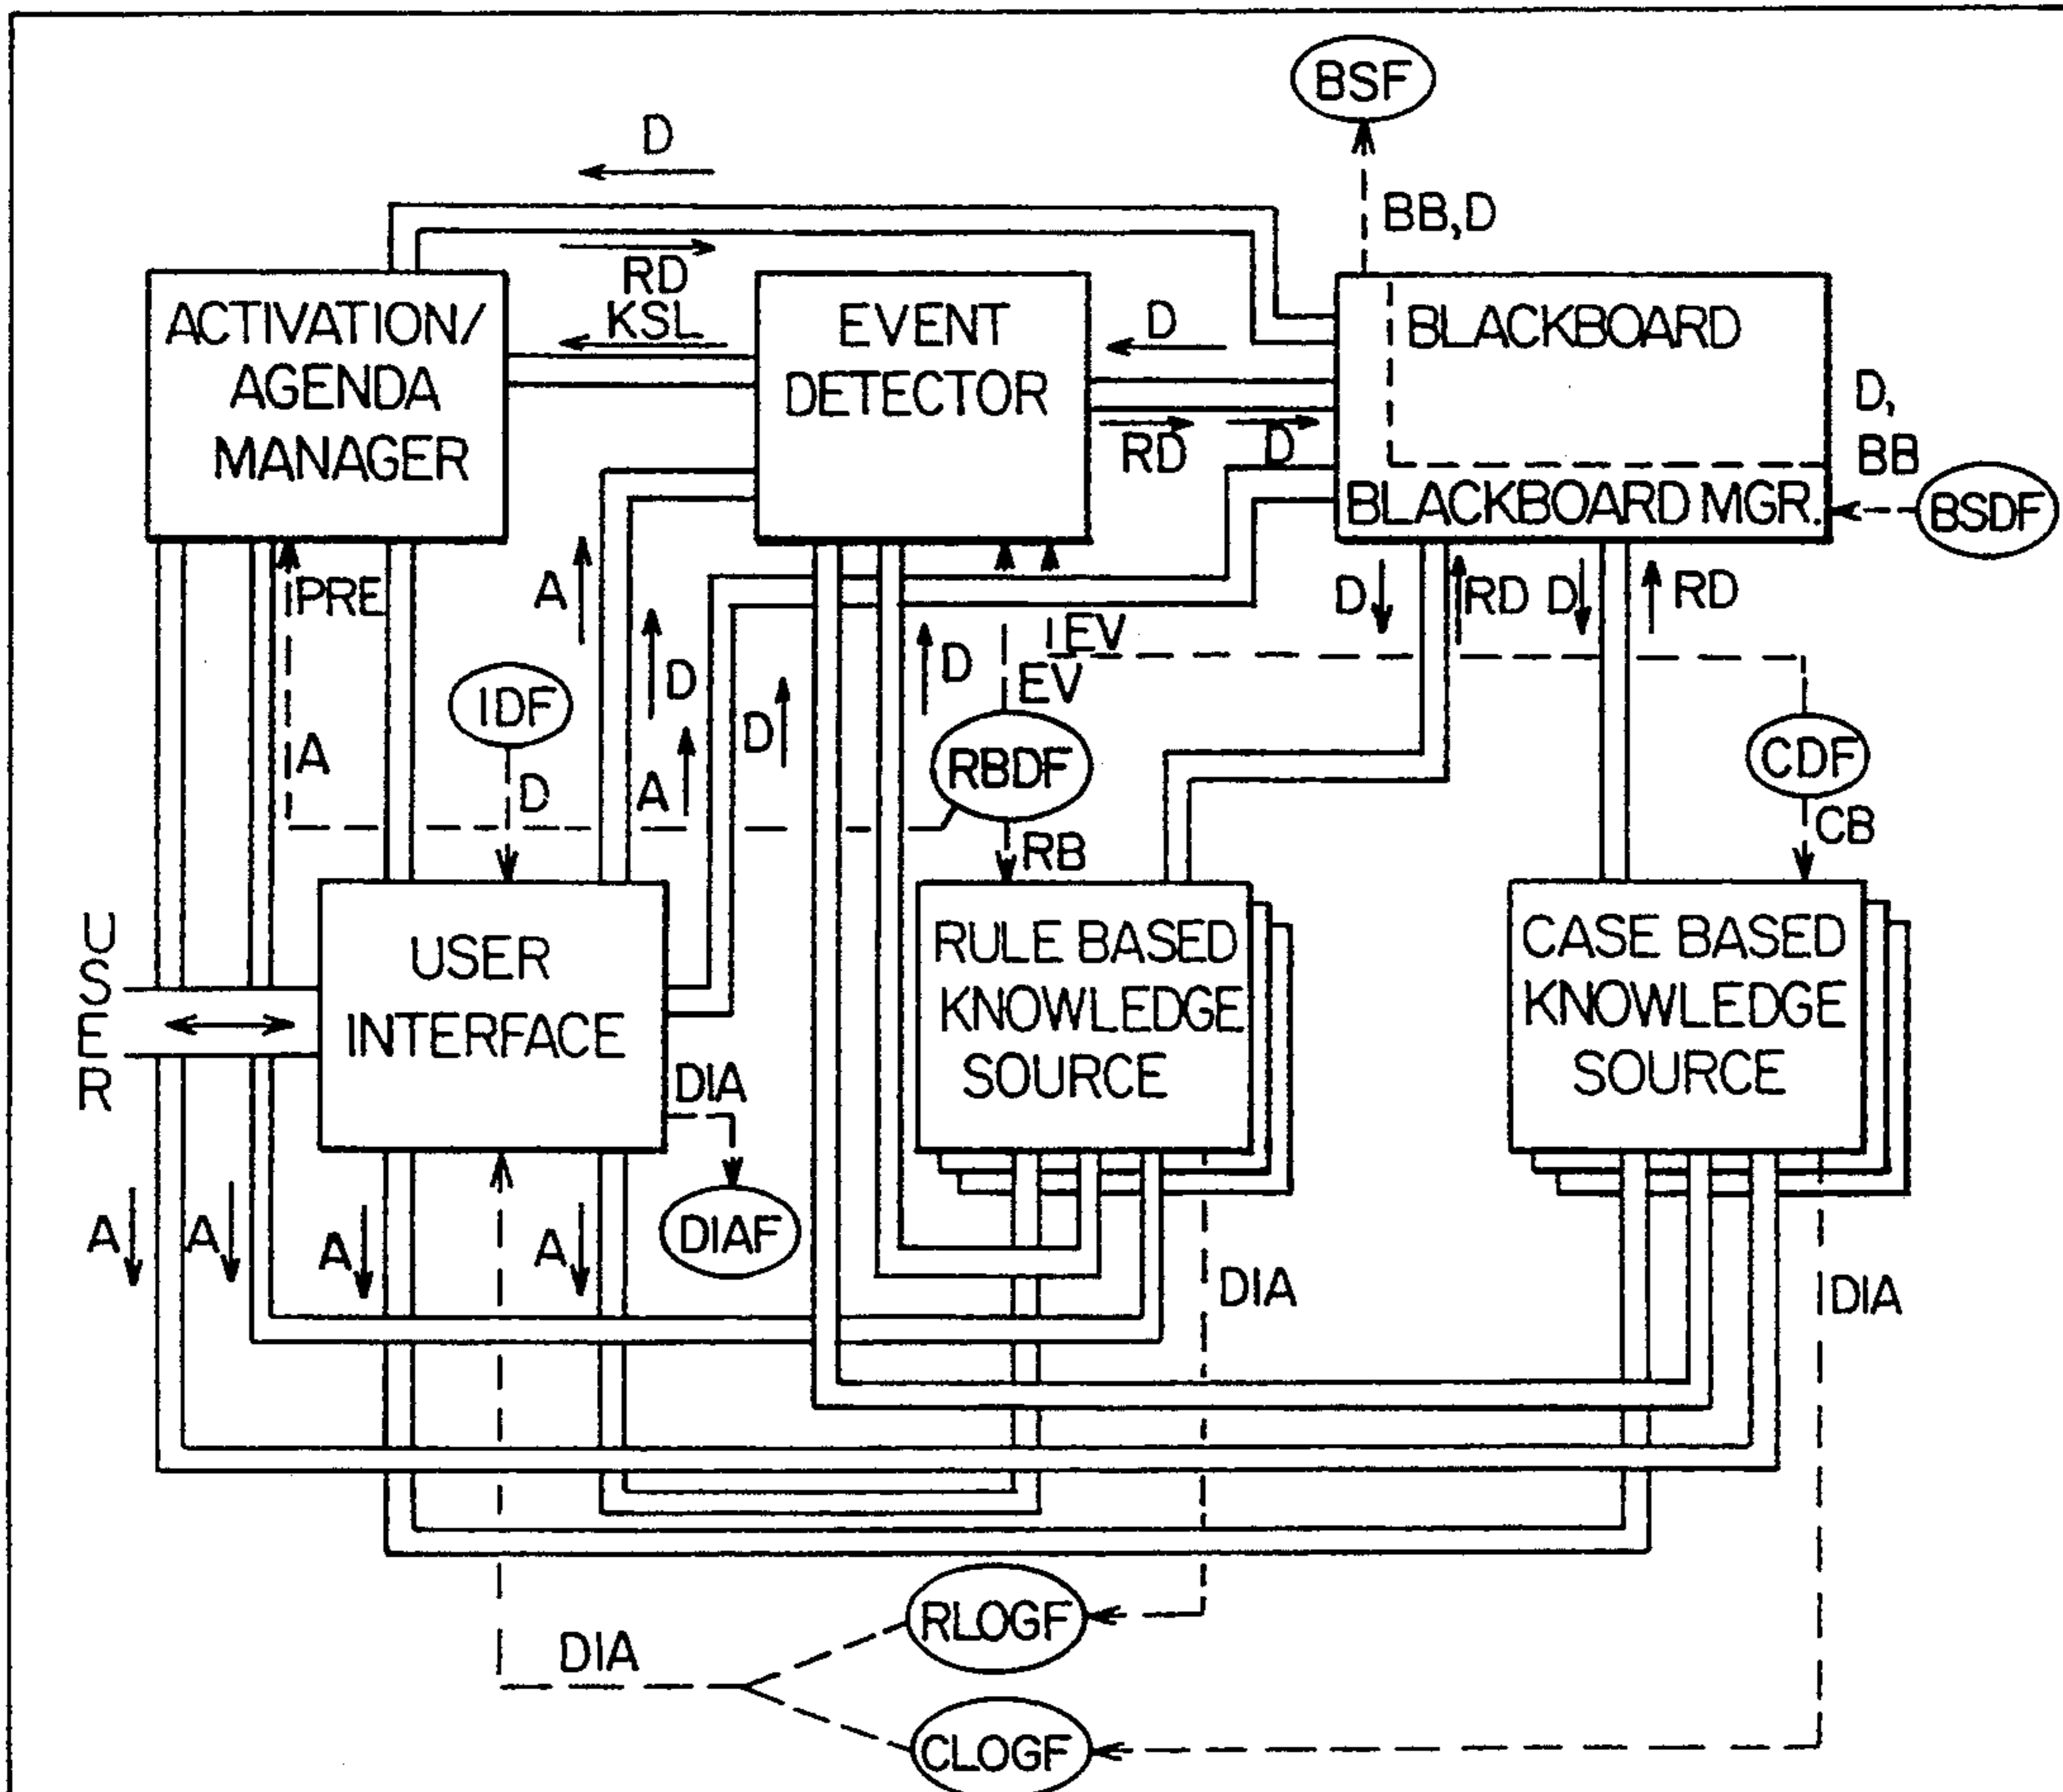 BSF
D
BB,D
RD
ACTIVATION/
AGENDA
MANAGER
KSL
EVENT
DETECTOR
D
RD
D
BLACKBOARD
BLACKBOARD MGR.
D,
BB
BSDF
PRE
A
D
RD
D
RD
EV
EV
D
D
D
A
A
IDF
D
RBDF
RB
CDF
CB
USER
USER
INTERFACE
RULE BASED
KNOWLEDGE
SOURCE
CASE BASED
KNOWLEDGE
SOURCE
DIA
DIAF
A
A
A
A
DIA
DIA
RLOGF
DIA
CLOGF